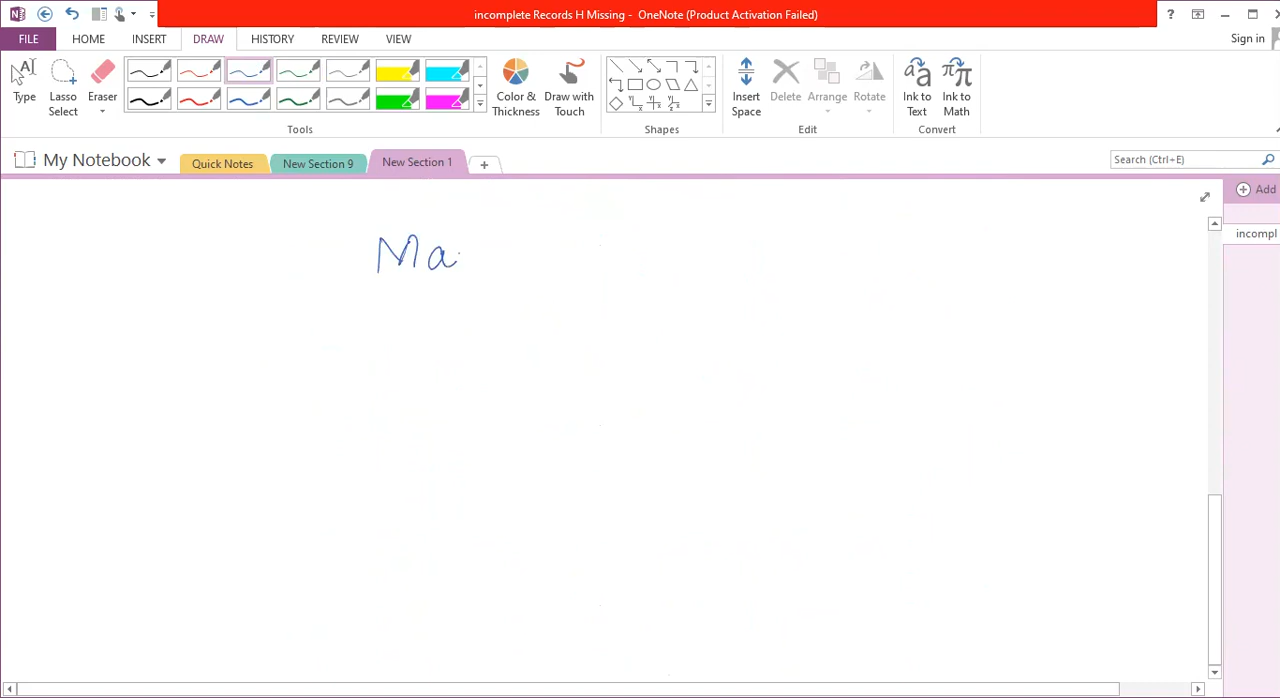 incomplete Records H Missing - OneNote (Product Activation Failed)
?
FILE HOME INSERT DRAW HISTORY REVIEW VIEW
Sign in
Type
Lasso Select
Eraser
Color & Thickness
Draw with Touch
Insert Space
Delete
Arrange
Rotate
Ink to Text
Ink to Math
Tools
Shapes
Edit
Convert
My Notebook
Quick Notes
New Section 9
New Section 1
Search (Ctrl+E)
Add
incompl
Ma